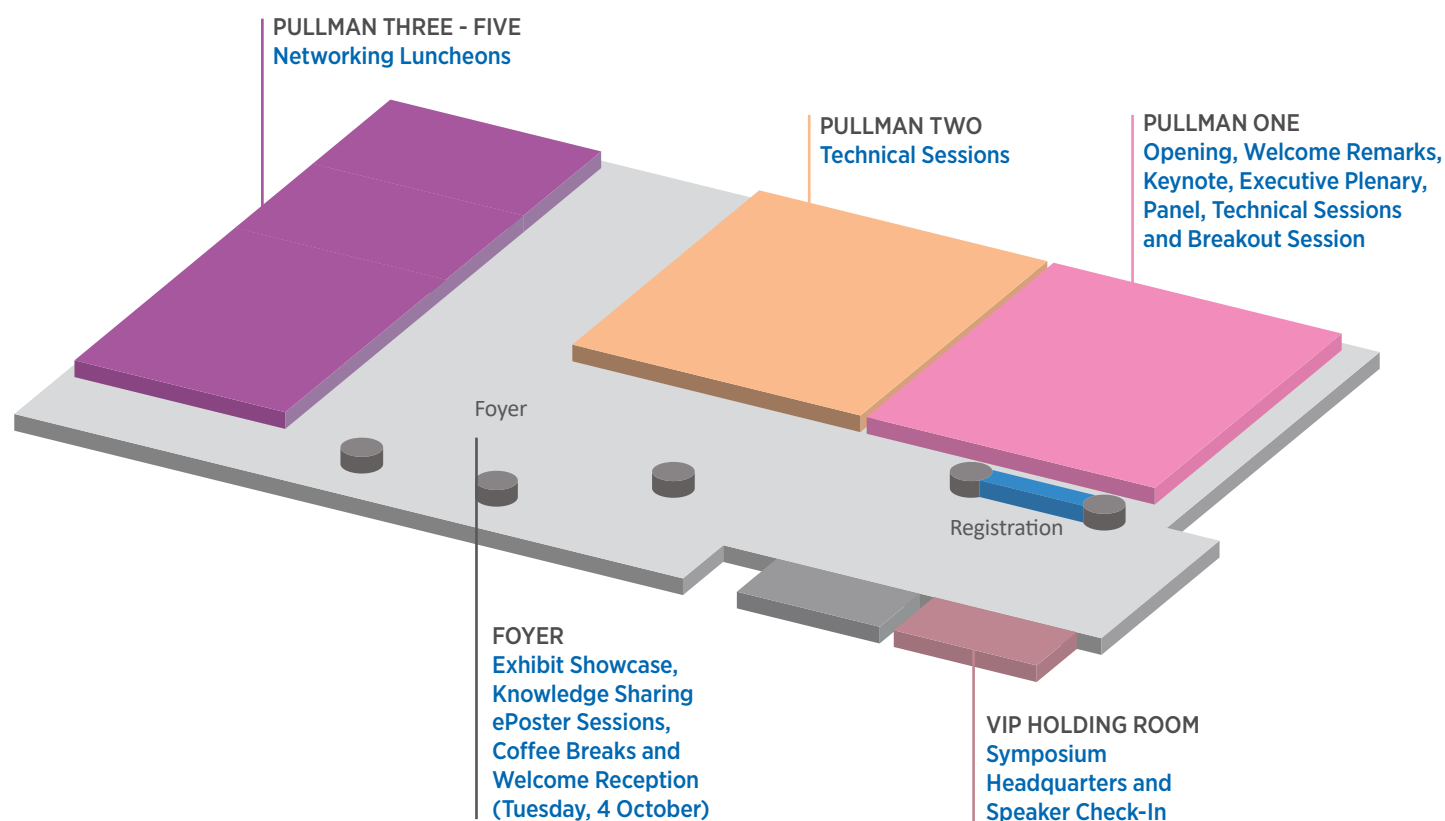 PULLMAN THREE - FIVE
Networking Luncheons
PULLMAN TWO
Technical Sessions
PULLMAN ONE
Opening, Welcome Remarks,
Keynote, Executive Plenary,
Panel, Technical Sessions
and Breakout Session
Foyer
Registration
FOYER
Exhibit Showcase,
Knowledge Sharing
ePoster Sessions,
Coffee Breaks and
Welcome Reception
(Tuesday, 4 October)
VIP HOLDING ROOM
Symposium
Headquarters and
Speaker Check-In